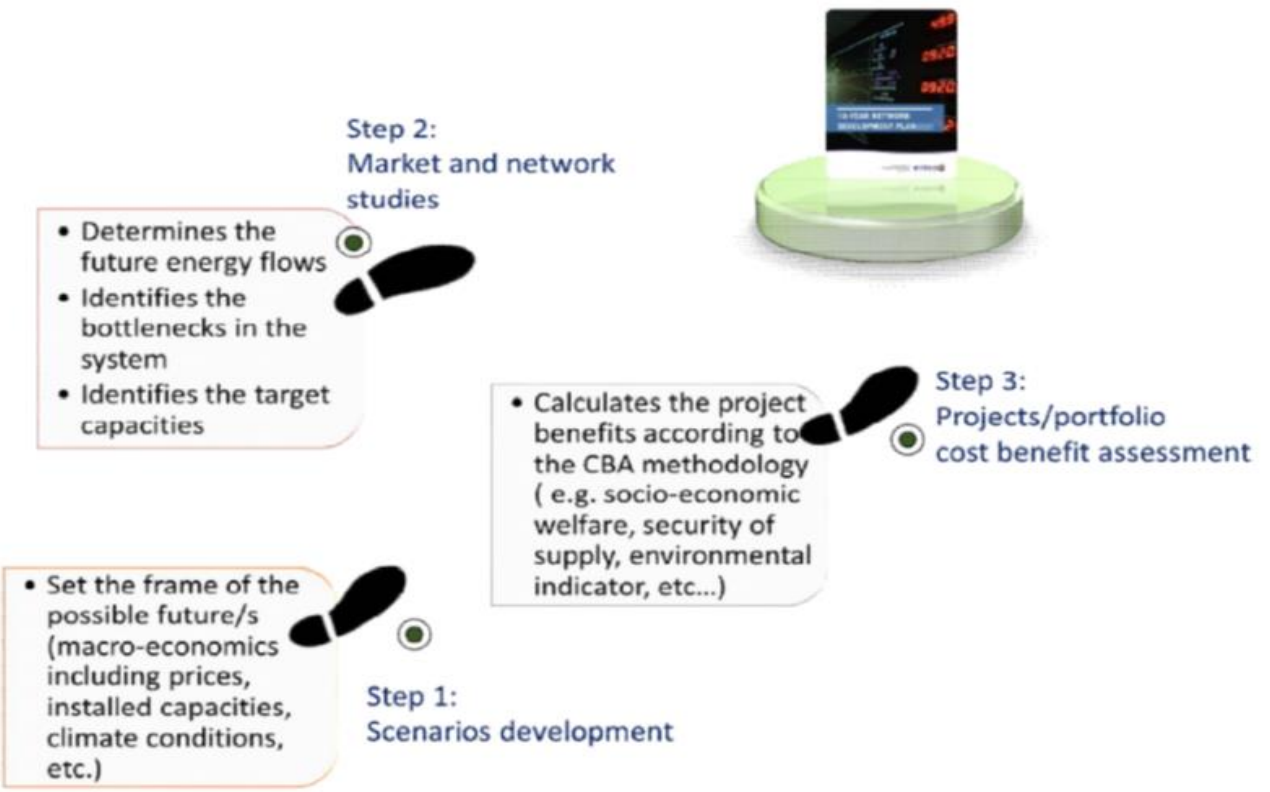 Step 2:
Market and network
studies
• Determines the
future energy flows
• Identifies the
bottlenecks in the
system
• Identifies the target
capacities
Step 3:
Projects/portfolio
cost benefit assessment
• Calculates the project
benefits according to
the CBA methodology
( e.g. socio-economic
welfare, security of
supply, environmental
indicator, etc...)
• Set the frame of the
possible future/s
(macro-economics
including prices,
installed capacities,
climate conditions,
etc.)
Step 1:
Scenarios development